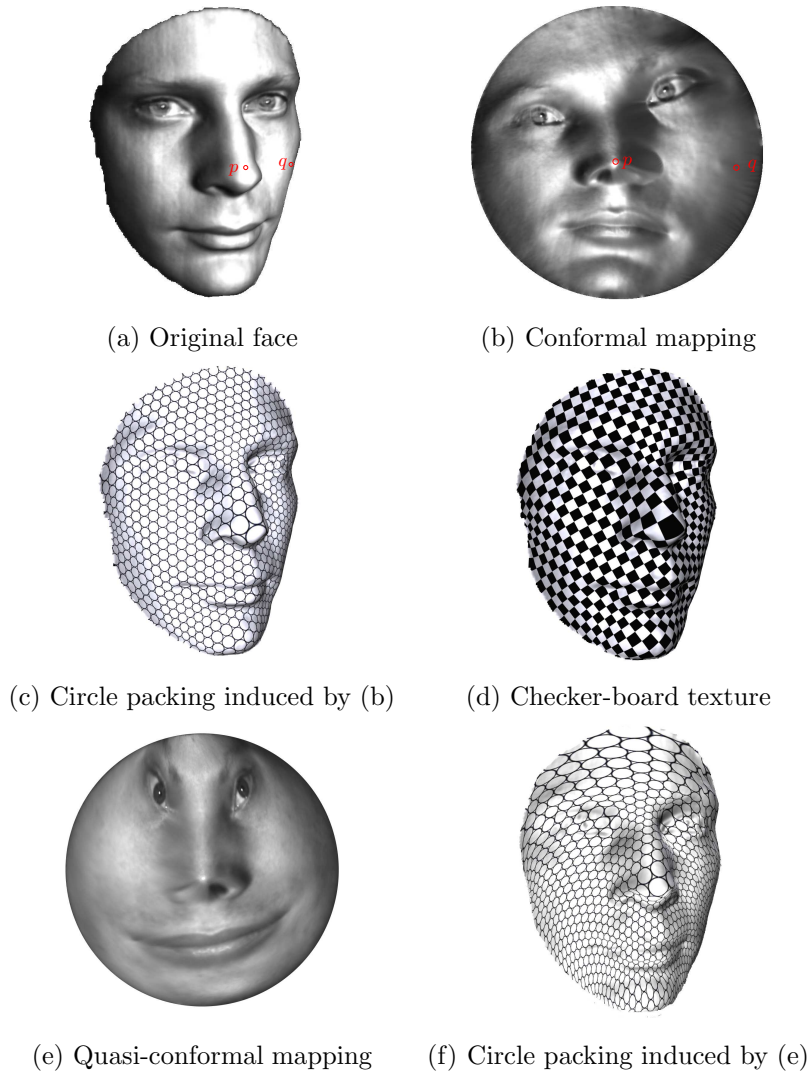 p q
p q
(a) Original face
(b) Conformal mapping
(c) Circle packing induced by (b)
(d) Checker-board texture
(e) Quasi-conformal mapping
(f) Circle packing induced by (e)